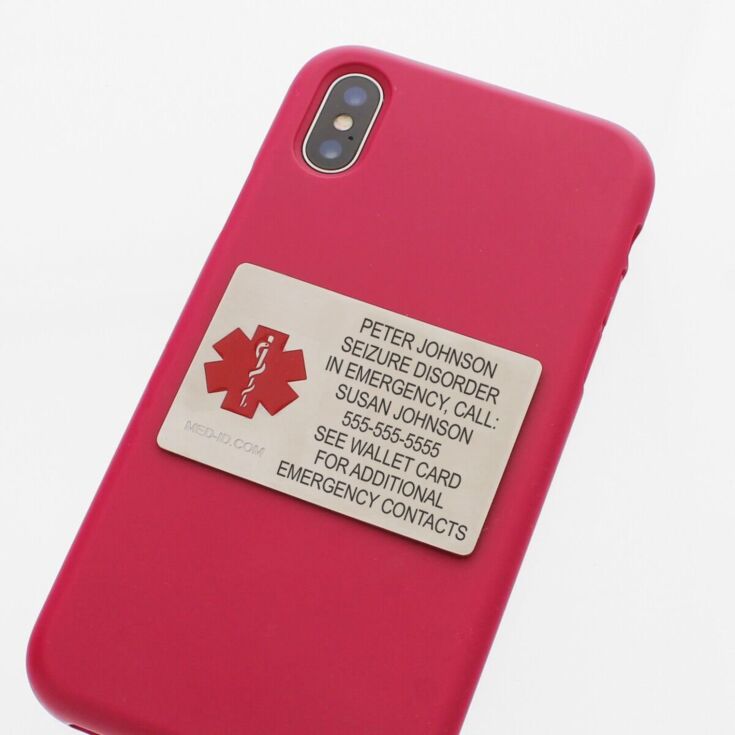 PETER JOHNSON
SEIZURE DISORDER
IN EMERGENCY, CALL:
SUSAN JOHNSON
555-555-5555
SEE WALLET CARD
FOR ADDITIONAL
EMERGENCY CONTACTS
MED-ID.COM